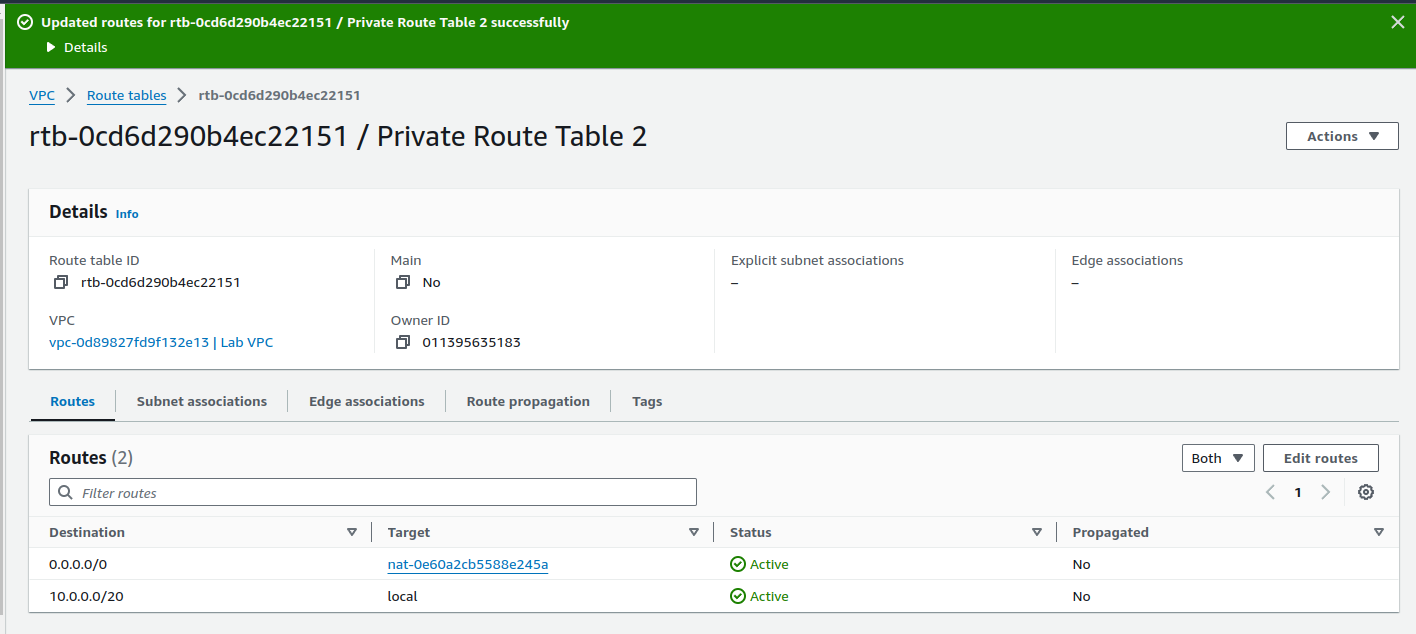 Updated routes for rtb-0cd6d290b4ec22151 / Private Route Table 2 successfully
Details
VPC Route tables rtb-0cd6d290b4ec22151
rtb-0cd6d290b4ec22151 / Private Route Table 2
Actions
Details Info
Route table ID Main Explicit subnet associations Edge associations
rtb-0cd6d290b4ec22151 No – –
VPC Owner ID
vpc-0d89827fd9f132e13 | Lab VPC 011395635183
Routes Subnet associations Edge associations Route propagation Tags
Routes (2) Both Edit routes
Filter routes 1
Destination Target Status Propagated
0.0.0.0/0 nat-0e60a2cb5588e245a Active No
10.0.0.0/20 local Active No